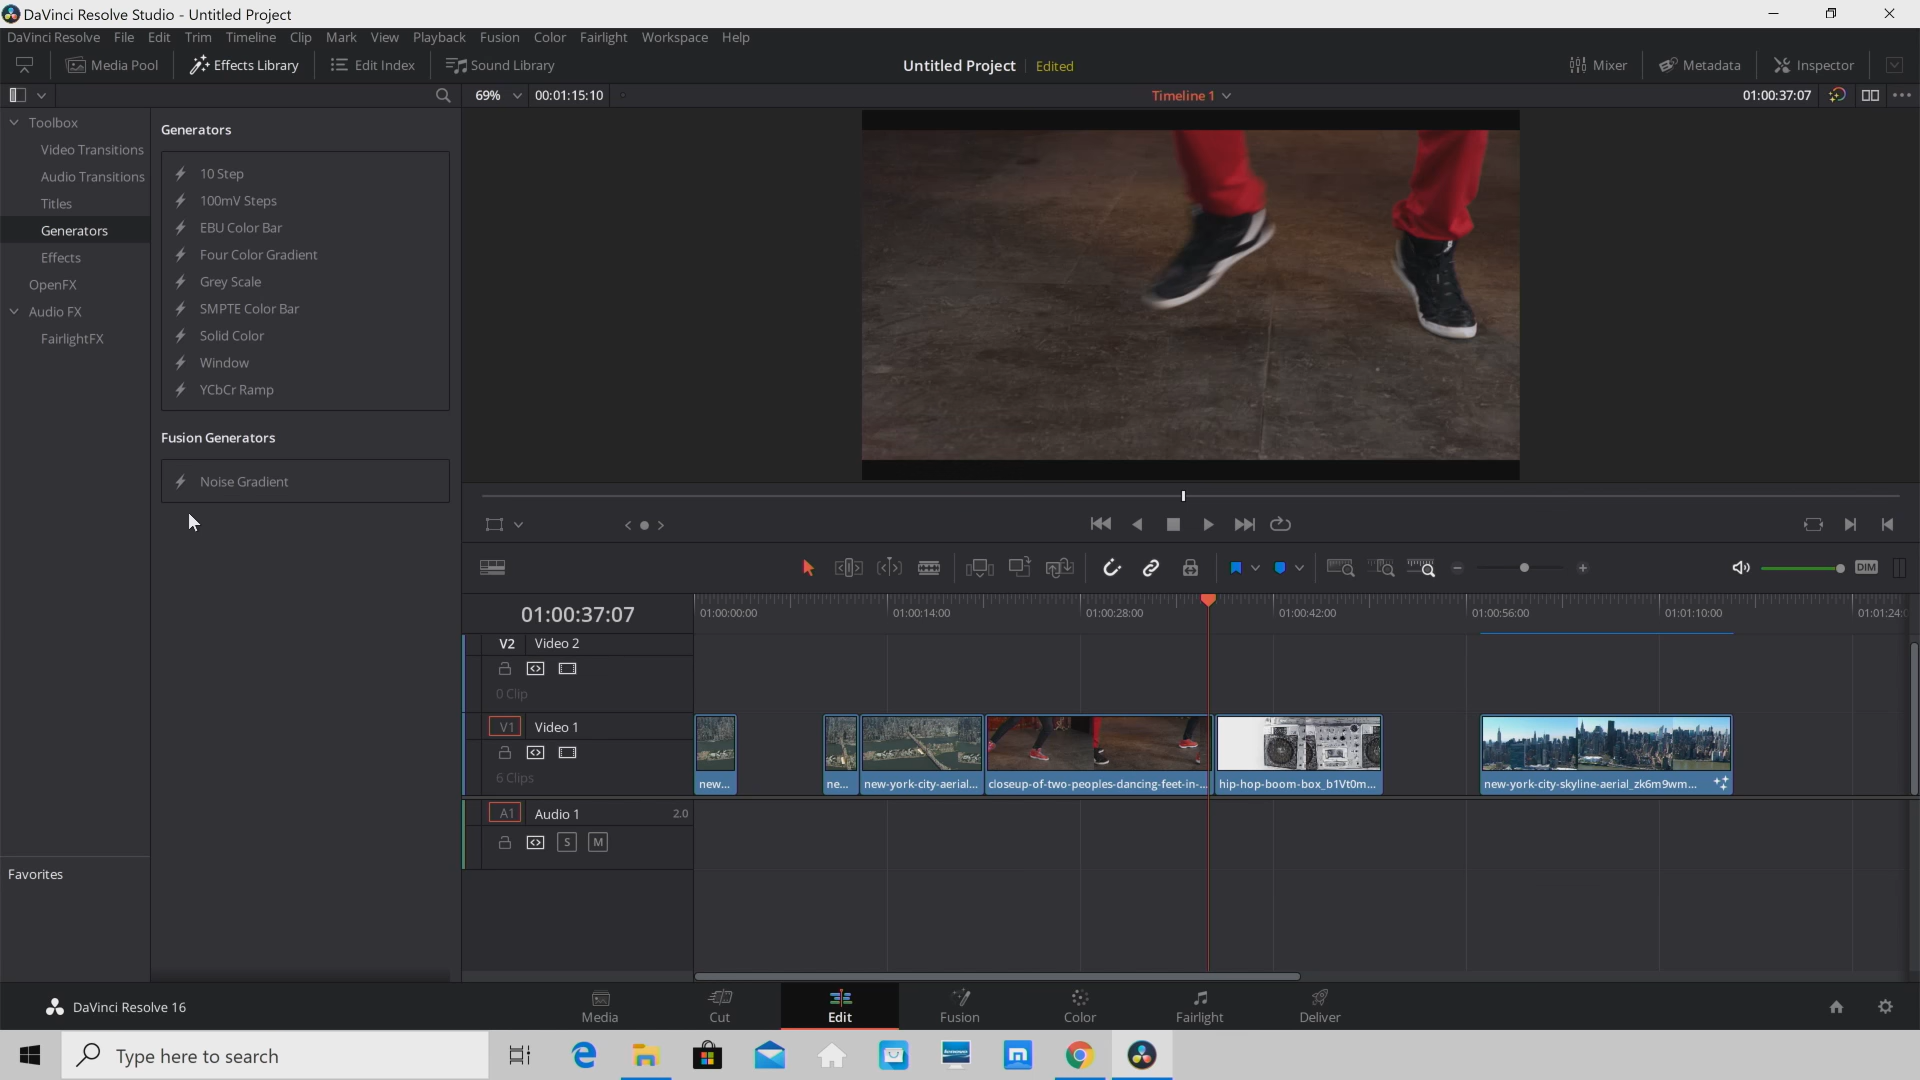 DaVinci Resolve Studio - Untitled Project
DaVinci Resolve File Edit Trim Timeline Clip Mark View Playback Fusion Color Fairlight Workspace Help
Media Pool Effects Library Edit Index Sound Library Untitled Project Edited Mixer Metadata Inspector
69% 00:01:15:10 Timeline 1 01:00:37:07
Toolbox
Video Transitions
Audio Transitions
Titles
Generators
Effects
OpenFX
Audio FX
FairlightFX
Favorites
Generators
10 Step
100mV Steps
EBU Color Bar
Four Color Gradient
Grey Scale
SMPTE Color Bar
Solid Color
Window
YCbCr Ramp
Fusion Generators
Noise Gradient
DIM
01:00:37:07 01:00:00:00 01:00:14:00 01:00:28:00 01:00:42:00 01:00:56:00 01:01:10:00 01:01:24:
V2 Video 2
0 Clip
V1 Video 1
6 Clips
new... ne... new-york-city-aerial... closeup-of-two-peoples-dancing-feet-in-... hip-hop-boom-box_b1Vt0m... new-york-city-skyline-aerial_zk6m9wm...
A1 Audio 1 2.0
S M
DaVinci Resolve 16 Media Cut Edit Fusion Color Fairlight Deliver
Type here to search